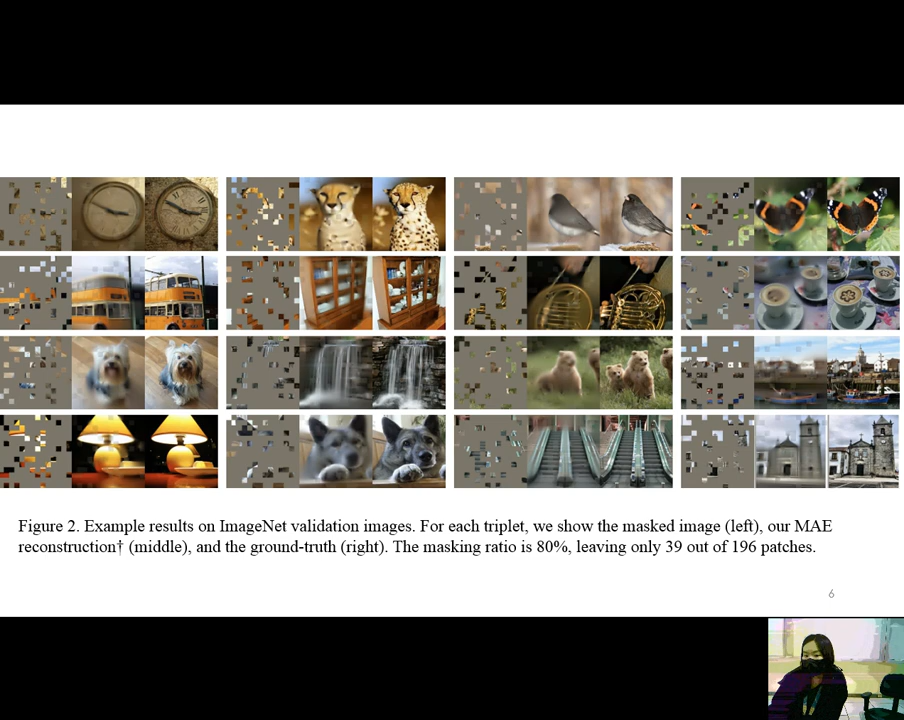 Figure 2. Example results on ImageNet validation images. For each triplet, we show the masked image (left), our MAE
reconstruction† (middle), and the ground-truth (right). The masking ratio is 80%, leaving only 39 out of 196 patches.
6